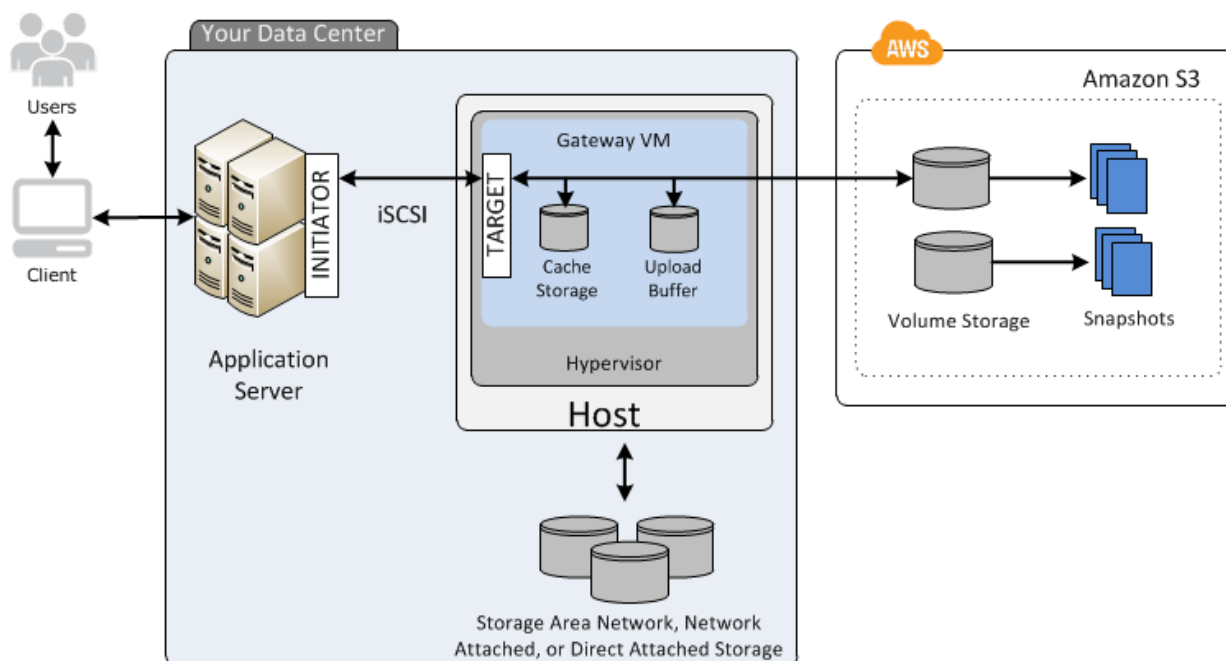 Your Data Center
AWS
Users
Amazon S3
Gateway VM
INITIATOR
iSCSI
TARGET
Client
Cache
Storage
Upload
Buffer
Volume Storage
Snapshots
Application
Server
Hypervisor
Host
Storage Area Network, Network
Attached, or Direct Attached Storage